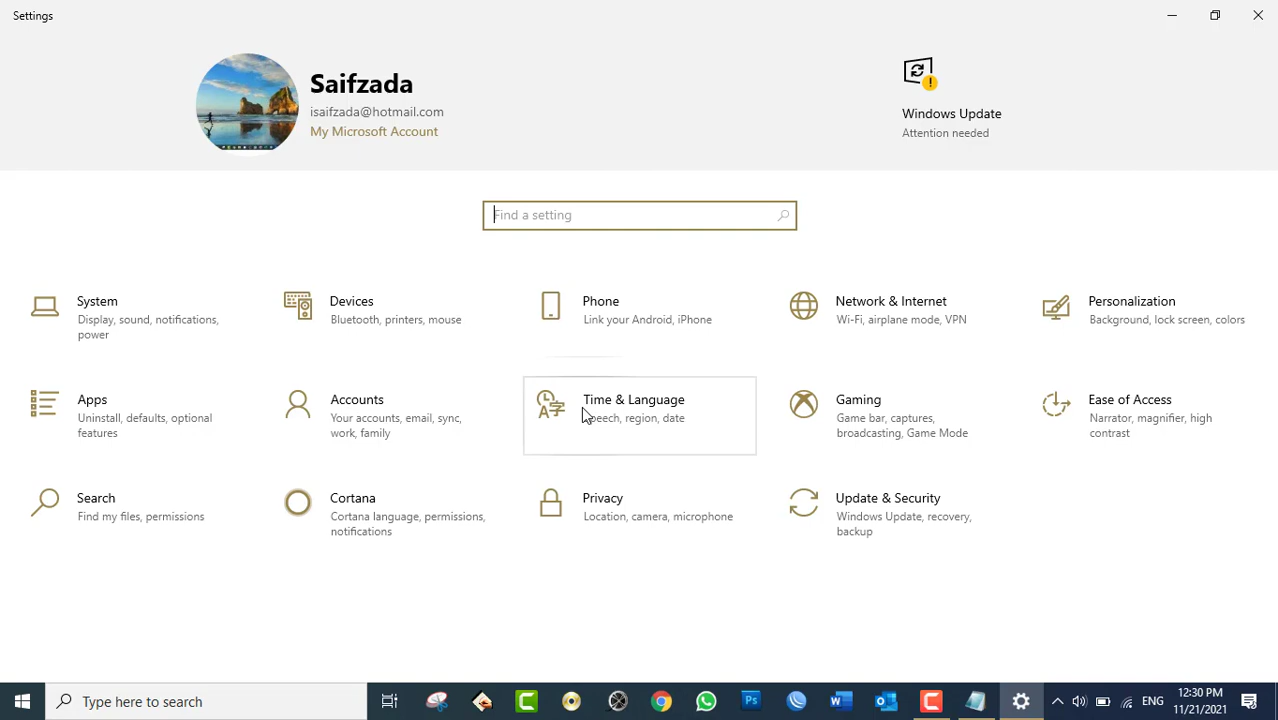 Settings
Saifzada
isaifzada@hotmail.com
My Microsoft Account
Windows Update
Attention needed
Find a setting
System
Display, sound, notifications,
power
Devices
Bluetooth, printers, mouse
Phone
Link your Android, iPhone
Network & Internet
Wi-Fi, airplane mode, VPN
Personalization
Background, lock screen, colors
Apps
Uninstall, defaults, optional
features
Accounts
Your accounts, email, sync,
work, family
Time & Language
Speech, region, date
Gaming
Game bar, captures,
broadcasting, Game Mode
Ease of Access
Narrator, magnifier, high
contrast
Search
Find my files, permissions
Cortana
Cortana language, permissions,
notifications
Privacy
Location, camera, microphone
Update & Security
Windows Update, recovery,
backup
Type here to search
ENG
12:30 PM
11/21/2021